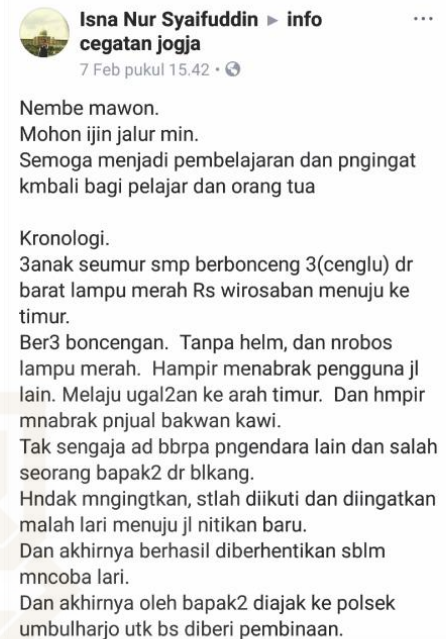 Isna Nur Syaifuddin ▸ info
cegatan jogja
7 Feb pukul 15.42 •
Nembe mawon.
Mohon ijin jalur min.
Semoga menjadi pembelajaran dan pngingat
kmbali bagi pelajar dan orang tua
Kronologi.
3anak seumur smp berbonceng 3(cenglu) dr
barat lampu merah Rs wirosaban menuju ke
timur.
Ber3 boncengan. Tanpa helm, dan nrobos
lampu merah. Hampir menabrak pengguna jl
lain. Melaju ugal2an ke arah timur. Dan hmpir
mnabrak pnjual bakwan kawi.
Tak sengaja ad bbrpa pngendara lain dan salah
seorang bapak2 dr blkang.
Hndak mngingtkan, stlah diikuti dan diingatkan
malah lari menuju jl nitikan baru.
Dan akhirnya berhasil diberhentikan sblm
mncoba lari.
Dan akhirnya oleh bapak2 diajak ke polsek
umbulharjo utk bs diberi pembinaan.